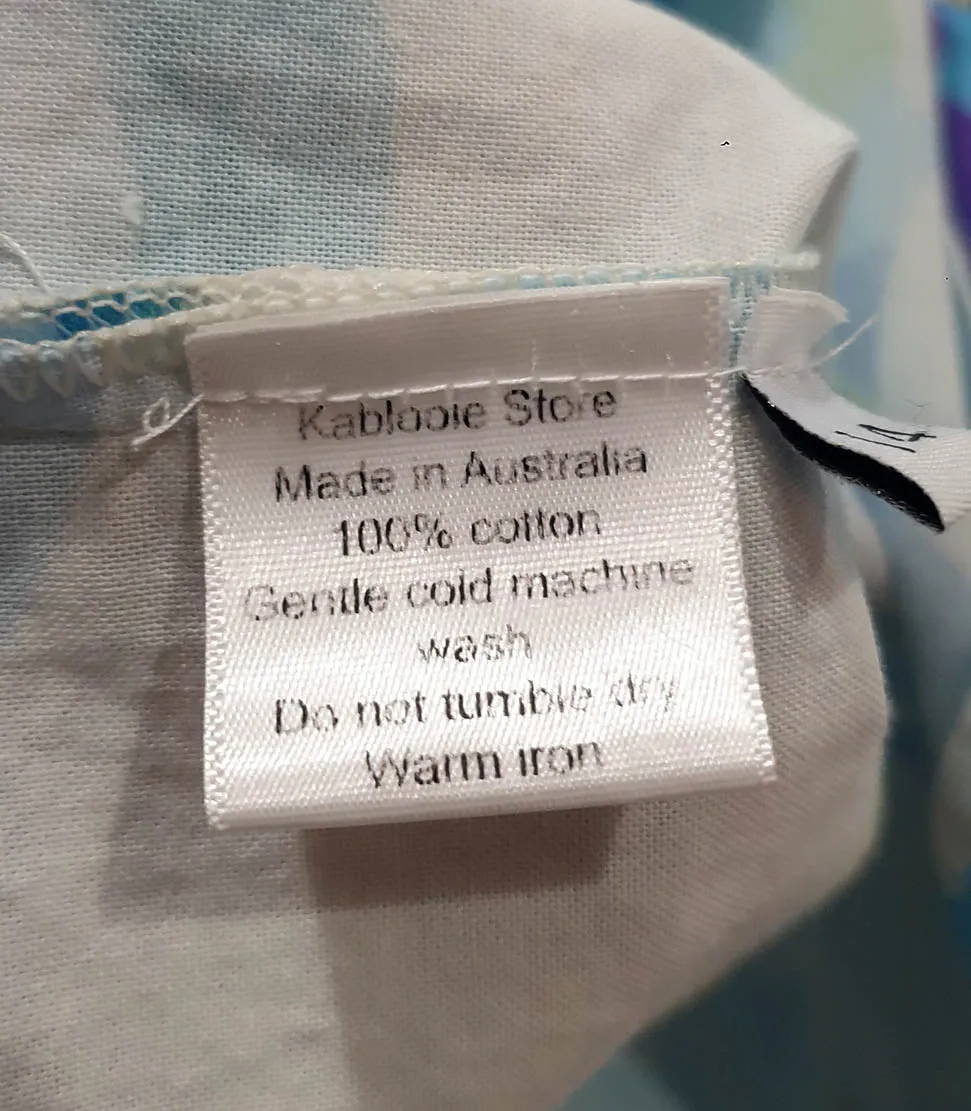 Kablooie Store
Made in Australia
100% cotton
Gentle cold machine
wash
Do not tumble dry
Warm iron
14